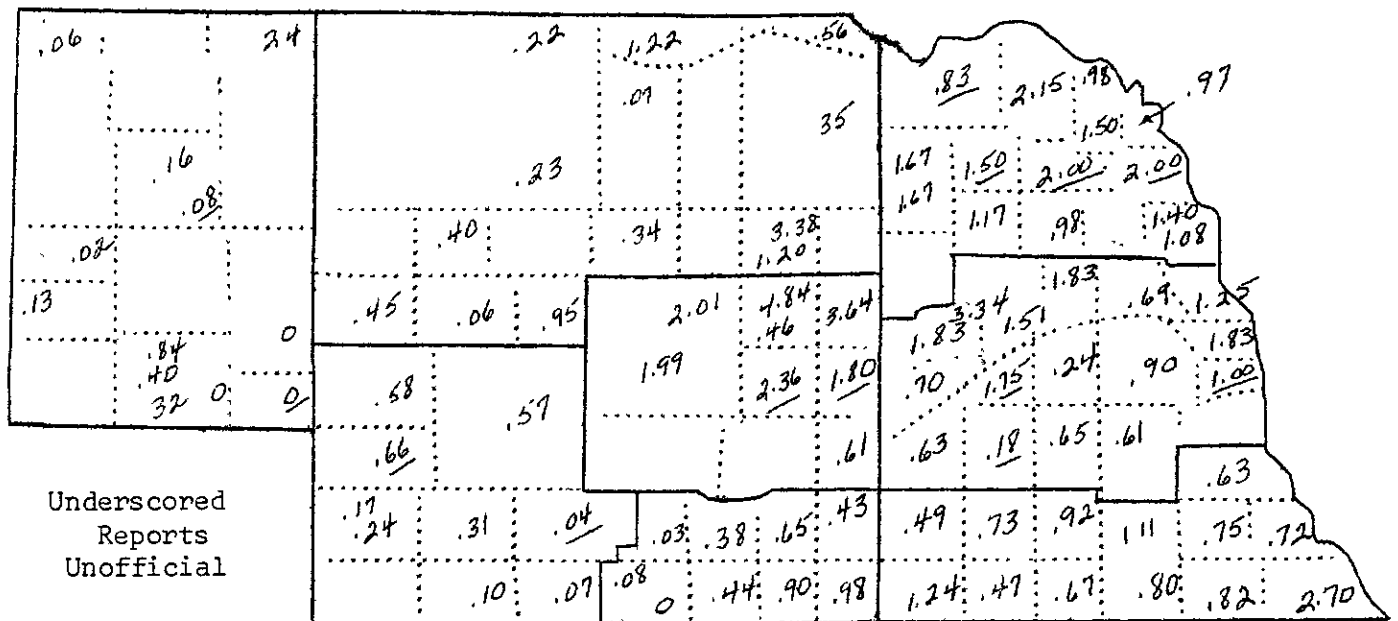 .06 24 .22 1.22 .56
.83 2.15 .98 .97
.07 35 1.50
.16 .23 1.67 1.50 2.00 2.00
.08 1.67 1.17 .98 1.40
1.08
.02 .40 .34 3.38
1.20
.13 0 .45 .06 .95 2.01 4.84 3.64 3.34 1.83 .69 1.25
.46 1.83 1.51 1.83
.84 1.99 2.36 1.80 .70 1.75 .24 .90 1.00
.40
32 0 0 .58 .57
.66 .61 .63 .18 .65 .61
.63
Underscored
Reports
Unofficial
.17
.24 .31 .04 .03 .38 .65 .43 .49 .73 .92 1.11 .75 .72
.10 .07 .08 0 .44 .90 .98 1.24 .47 .67 .80 .82 2.70